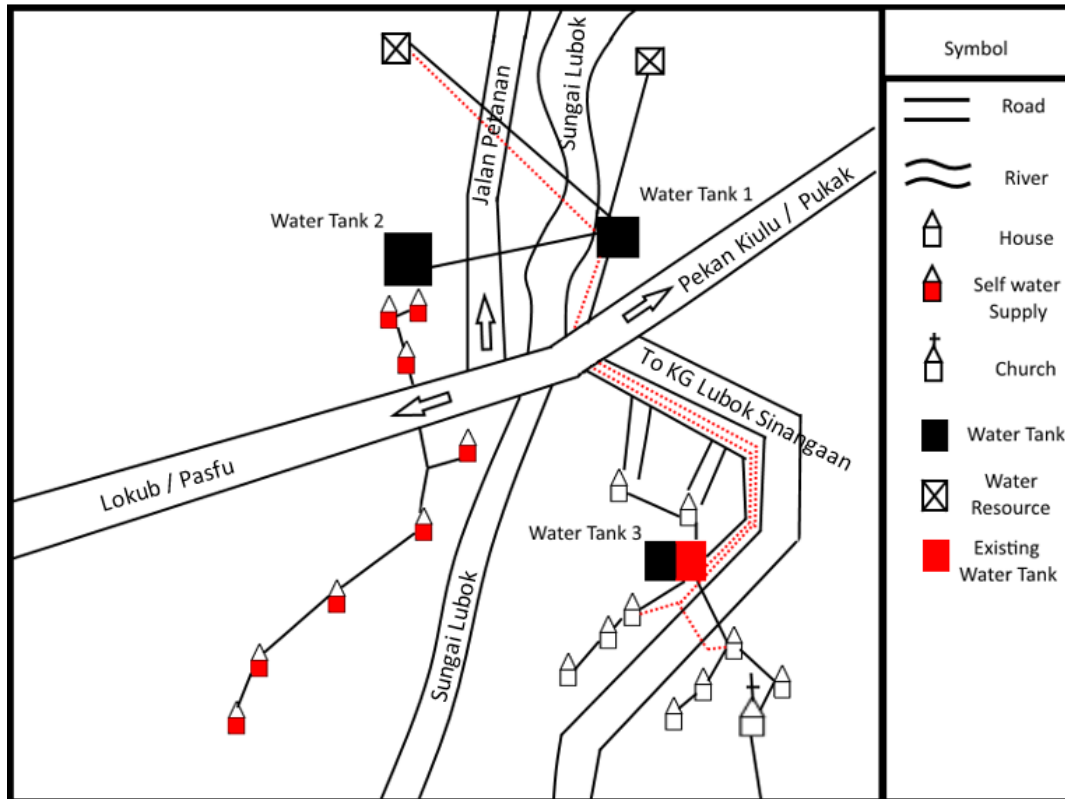 Symbol
Jalan Petanan
Sungai Lubok
Water Tank 1
Water Tank 2
Pekan Kiulu / Pukak
To KG Lubok Sinangaan
Lokub / Pasfu
Water Tank 3
Sungai Lubok
Road
River
House
Self water
Supply
Church
Water Tank
Water
Resource
Existing
Water Tank